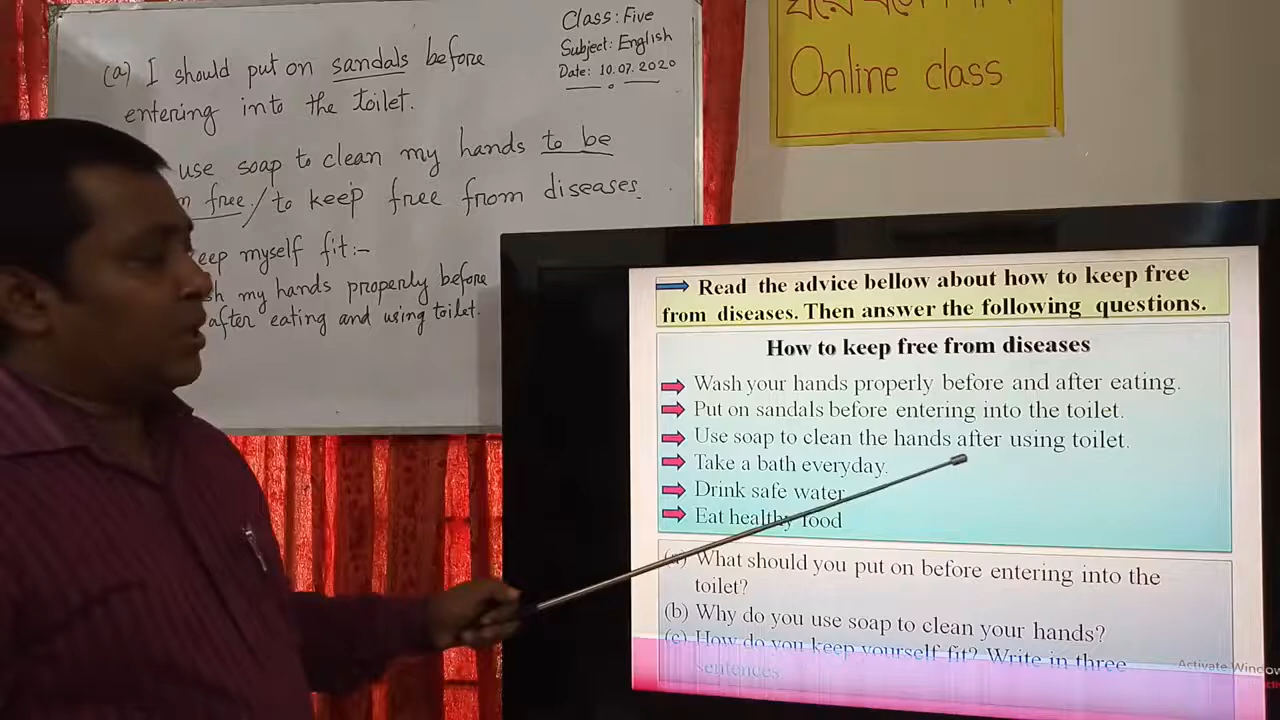 (a) I should put on sandals before
entering into the toilet.
use soap to clean my hands to be
free. / to keep free from diseases.
myself fit:-
my hands properly before
after eating and using toilet.
Class: Five
Subject: English
Date: 10.07.2020
Online class
Read the advice bellow about how to keep free
from diseases. Then answer the following questions.
How to keep free from diseases
Wash your hands properly before and after eating.
Put on sandals before entering into the toilet.
Use soap to clean the hands after using toilet.
Take a bath everyday.
Drink safe water
Eat healthy food
(a) What should you put on before entering into the
toilet?
(b) Why do you use soap to clean your hands?
(c) How do you keep yourself fit? Write in three
sentences
Activate Windows